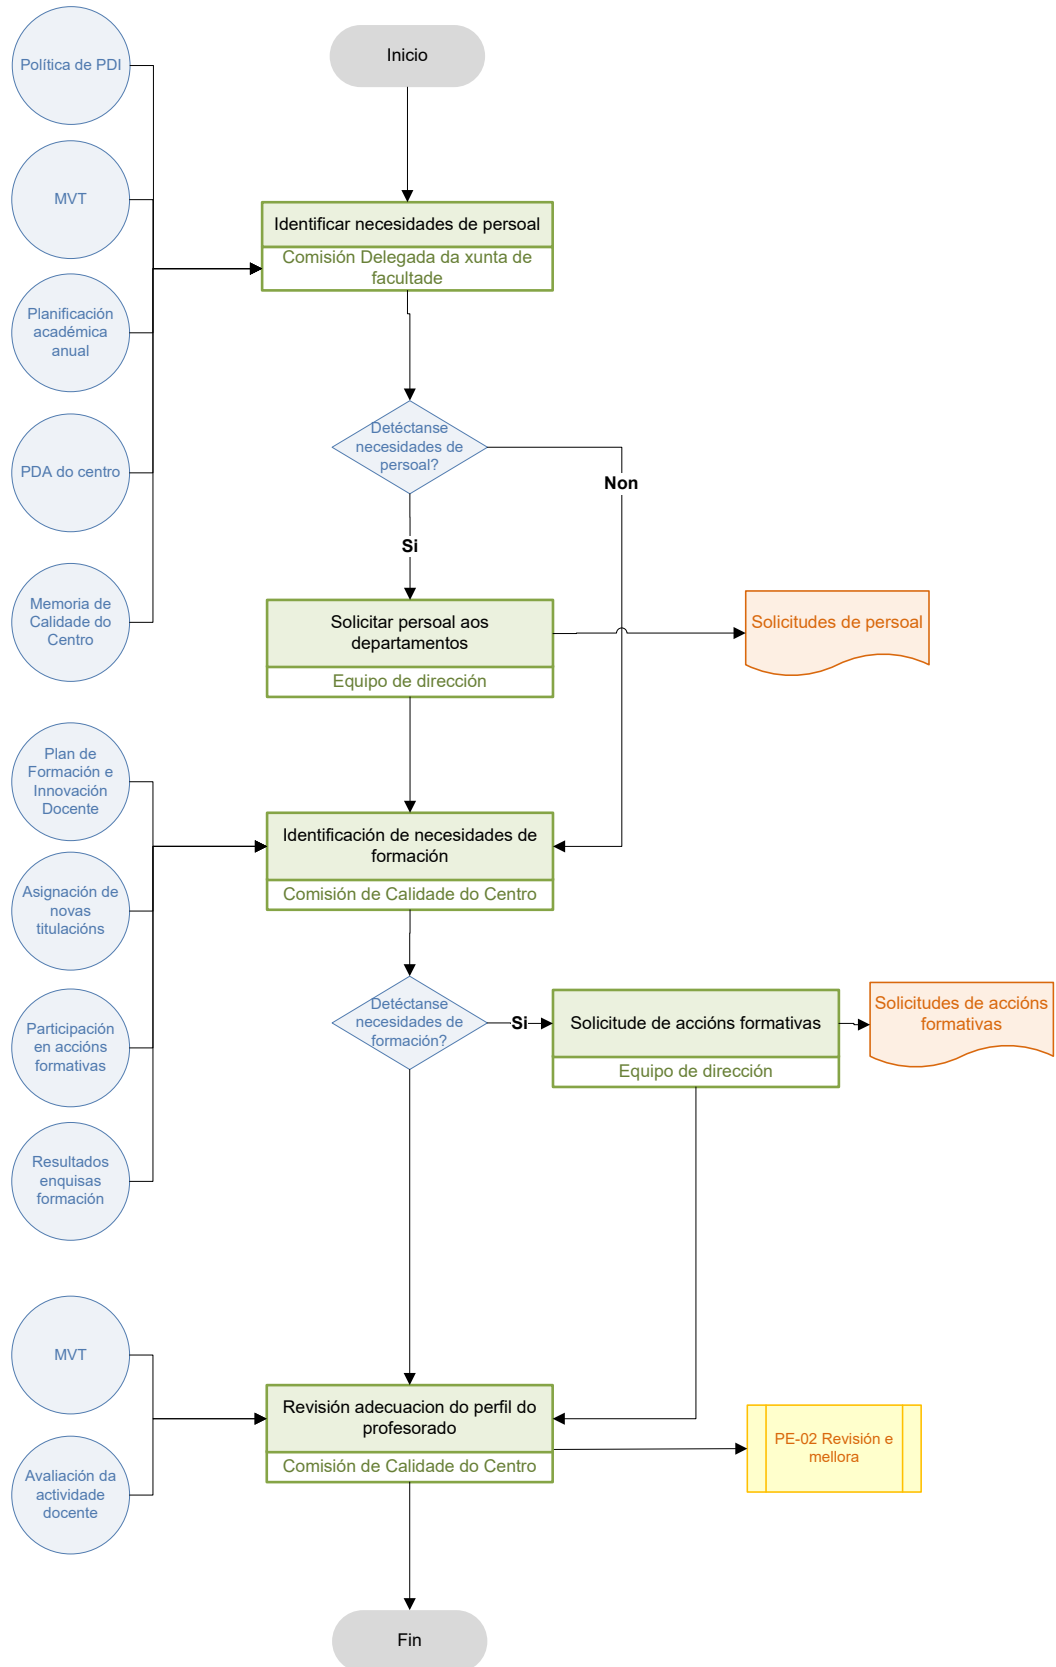 Política de PDI
Inicio
MVT
Identificar necesidades de persoal
Comisión Delegada da xunta de
facultade
Planificación
académica
anual
Detéctanse
necesidades de
persoal?
PDA do centro
Non
Si
Memoria de
Calidade do
Centro
Solicitar persoal aos
departamentos
Equipo de dirección
Solicitudes de persoal
Plan de
Formación e
Innovación
Docente
Identificación de necesidades de
formación
Comisión de Calidade do Centro
Asignación de
novas
titulacións
Detéctanse
necesidades de
formación?
Si
Solicitude de accións formativas
Equipo de dirección
Solicitudes de accións
formativas
Participación
en accións
formativas
Resultados
enquisas
formación
MVT
Revisión adecuacion do perfil do
profesorado
Comisión de Calidade do Centro
PE-02 Revisión e
mellora
Avaliación da
actividade
docente
Fin